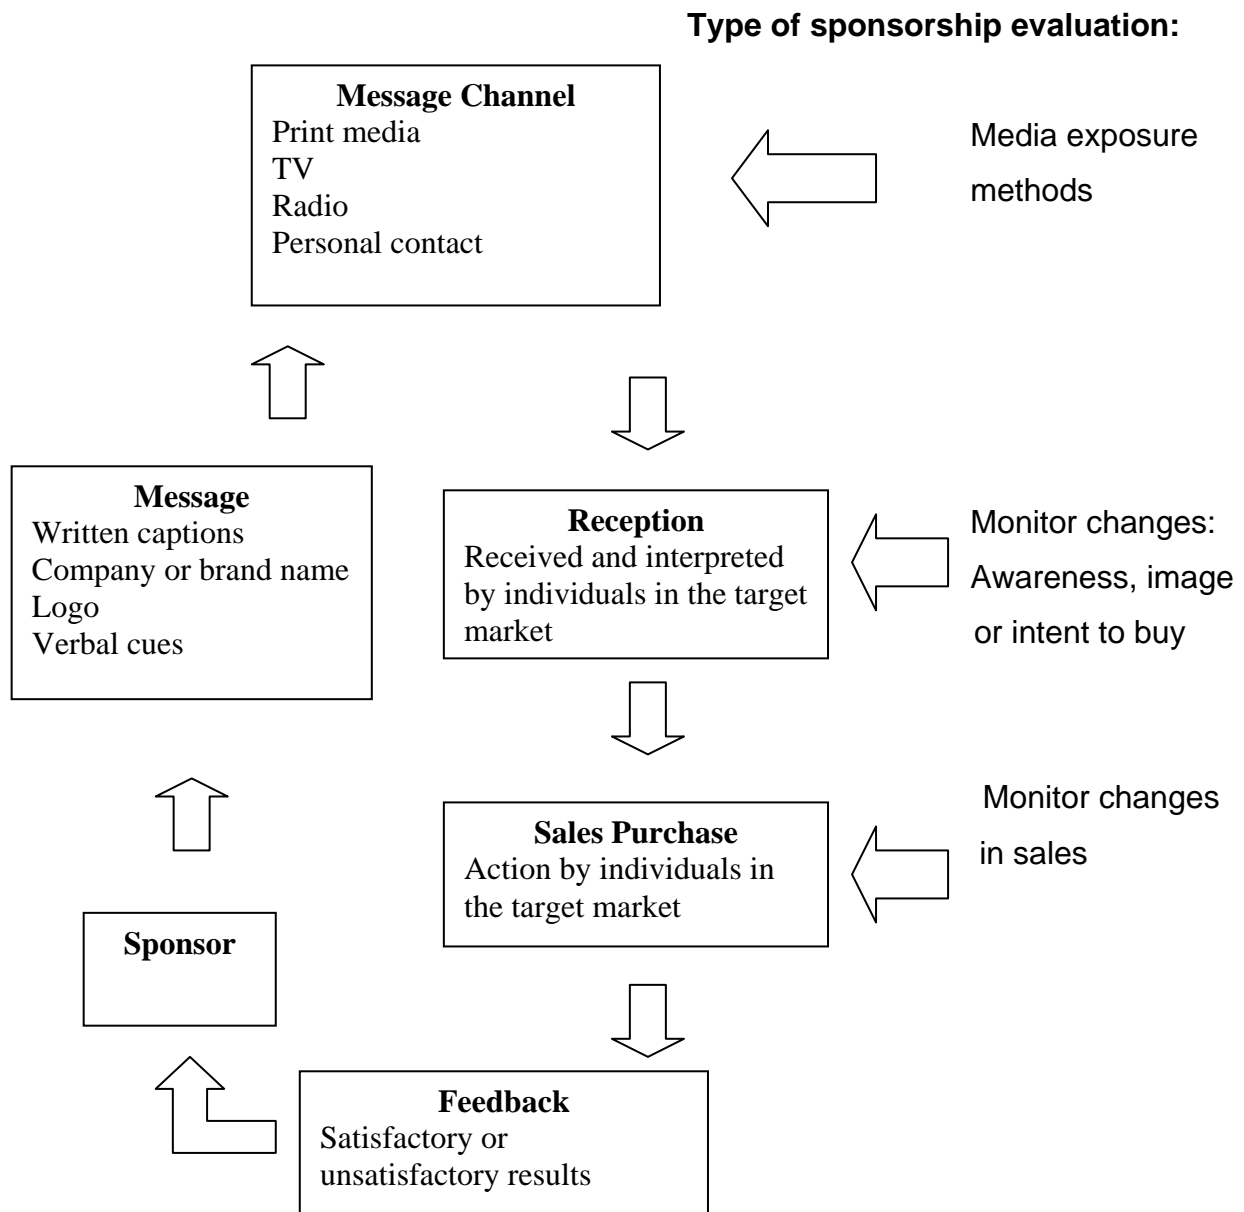 Type of sponsorship evaluation:
Message Channel
Print media
TV
Radio
Personal contact
Media exposure
methods
Message
Written captions
Company or brand name
Logo
Verbal cues
Reception
Received and interpreted
by individuals in the target
market
Monitor changes:
Awareness, image
or intent to buy
Sales Purchase
Action by individuals in
the target market
Monitor changes
in sales
Sponsor
Feedback
Satisfactory or
unsatisfactory results